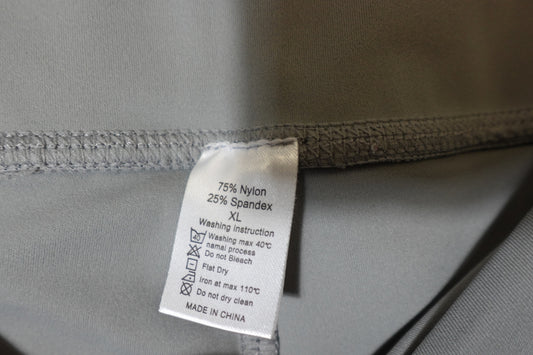 75% Nylon
25% Spandex
XL
Washing instruction
40 Washing max 40℃
namal process
Do not Bleach
Flat Dry
Iron at max 110℃
Do not dry clean
MADE IN CHINA